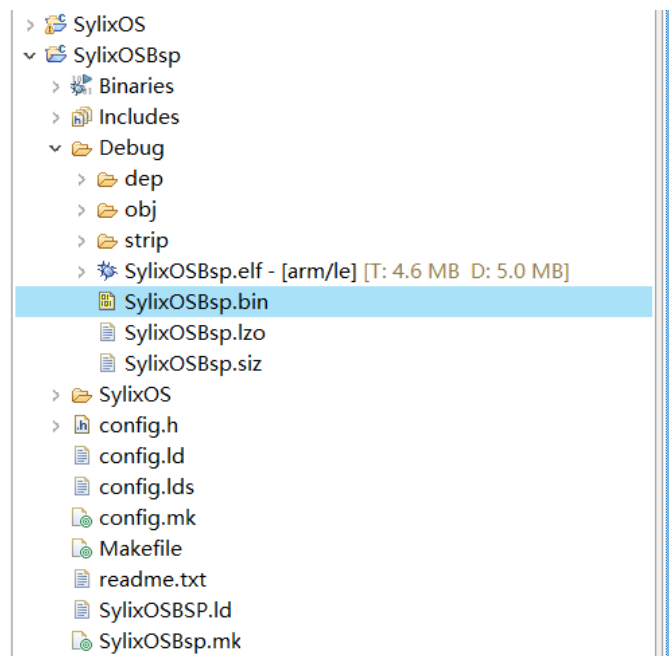 SylixOS
SylixOSBsp
Binaries
Includes
Debug
dep
obj
strip
SylixOSBsp.elf - [arm/le] [T: 4.6 MB D: 5.0 MB]
SylixOSBsp.bin
SylixOSBsp.lzo
SylixOSBsp.siz
SylixOS
config.h
config.ld
config.lds
config.mk
Makefile
readme.txt
SylixOSBSP.ld
SylixOSBsp.mk